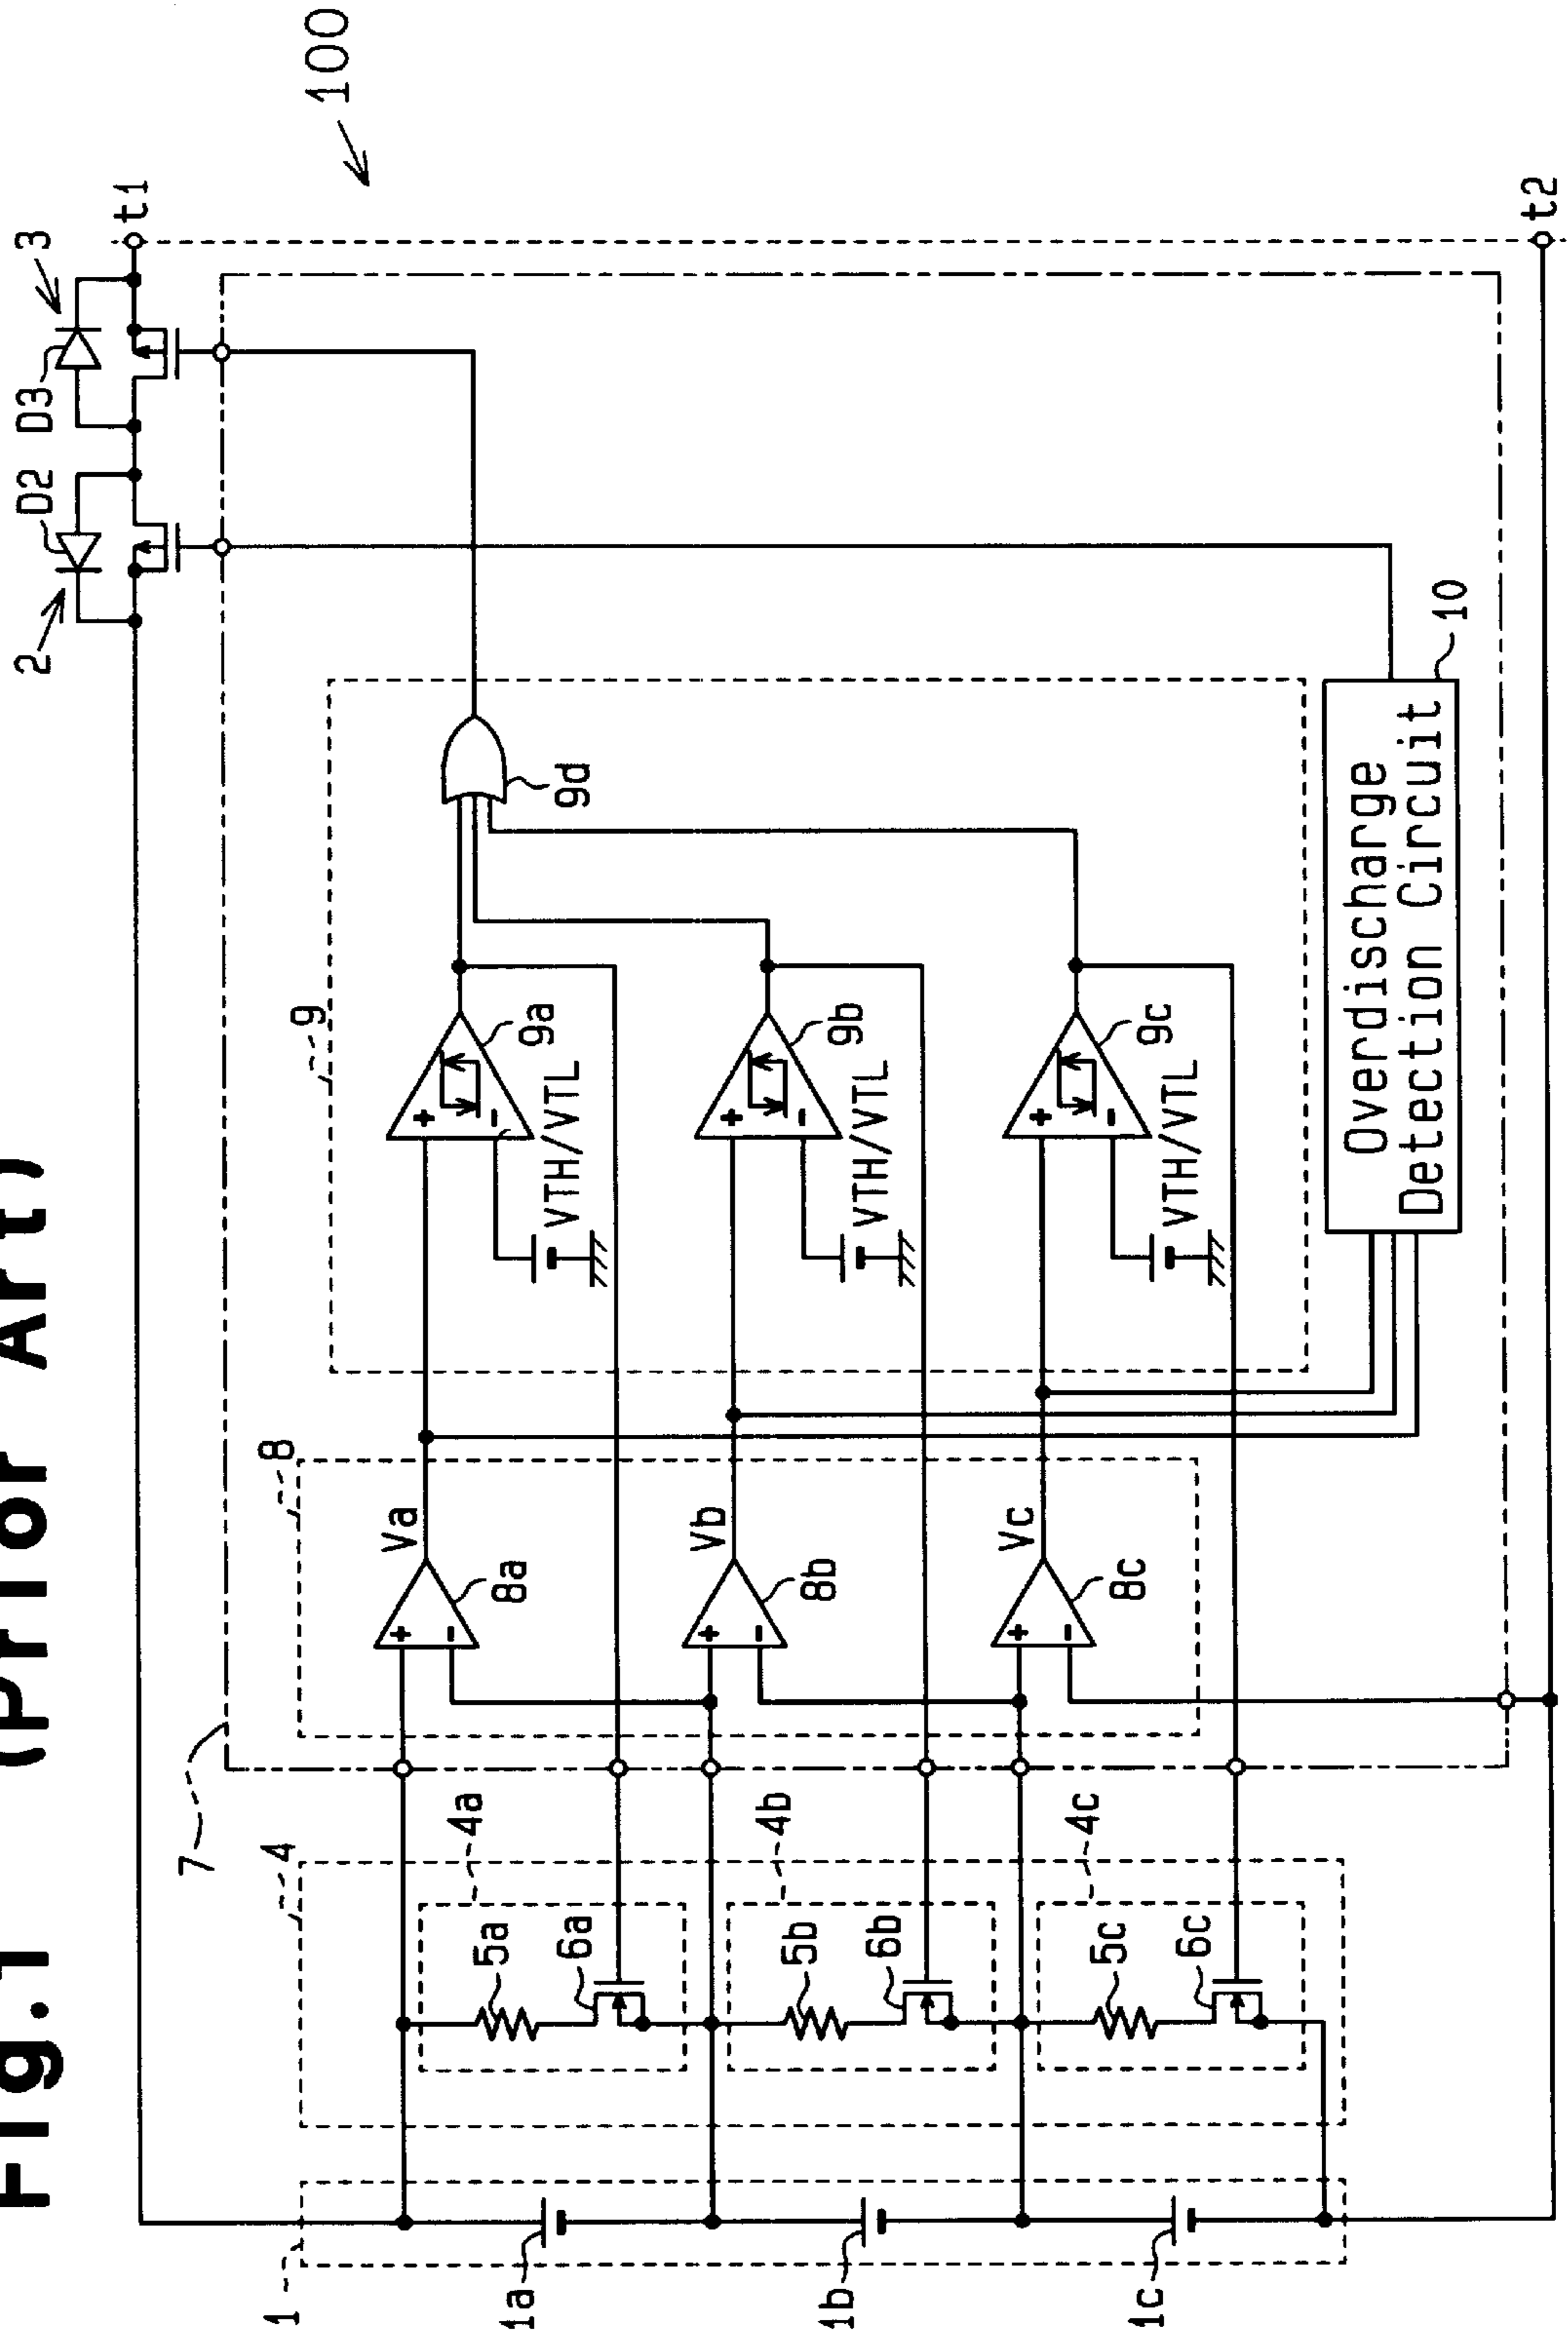 Fig.1 (Prior Art)
100
2
D2
D3
3
t1
7
8
9
4
1
Va
8a
9a
VTH/VTL
9d
4a
5a
6a
1a
Vb
8b
9b
VTH/VTL
4b
5b
6b
1b
Vc
8c
9c
VTH/VTL
4c
5c
6c
1c
10
Overdischarge
Detection Circuit
t2